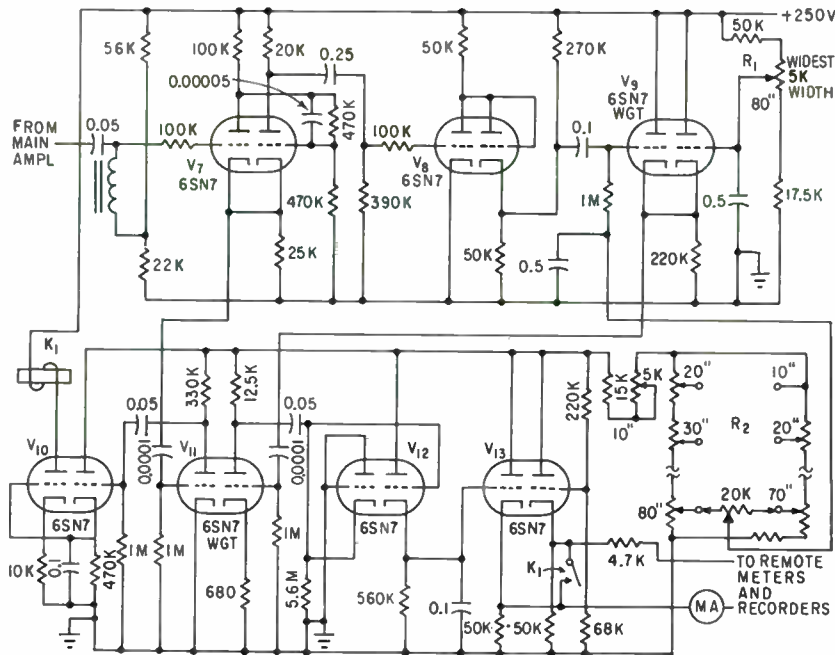 +250V
56K
100K
20K
0.25
0.00005
50K
270K
50K
R1
WIDEST
5K
WIDTH
80"
V9
6SN7
WGT
FROM
MAIN
AMPL
0.05
100K
470K
100K
0.1
V7
6SN7
V8
6SN7
470K
390K
1M
0.5
17.5K
22K
25K
50K
0.5
220K
K1
330K
12.5K
0.05
0.05
0.0001
0.0001
220K
15K
5K
10"
20"
10"
30"
R2
20"
V10
V11
V12
V13
6SN7
6SN7
WGT
6SN7
6SN7
80"
20K
70"
10K
0.1
470K
1M
1M
680
1M
5.6M
560K
0.1
K1
4.7K
TO REMOTE
METERS
AND
RECORDERS
MA
50K
50K
68K